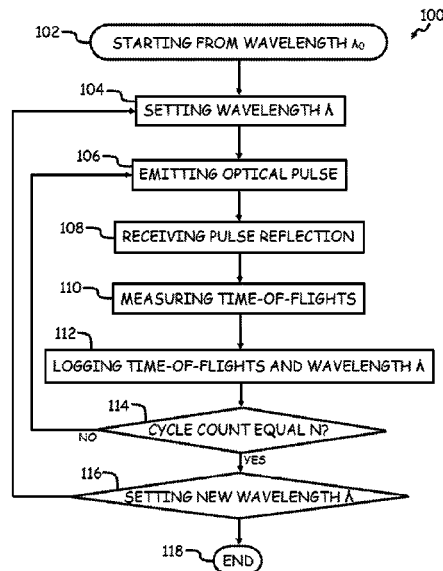 100
102
STARTING FROM WAVELENGTH λ0
104
SETTING WAVELENGTH λ
106
EMITTING OPTICAL PULSE
108
RECEIVING PULSE REFLECTION
110
MEASURING TIME-OF-FLIGHTS
112
LOGGING TIME-OF-FLIGHTS AND WAVELENGTH λ
114
CYCLE COUNT EQUAL N?
NO
YES
116
SETTING NEW WAVELENGTH λ
118
END